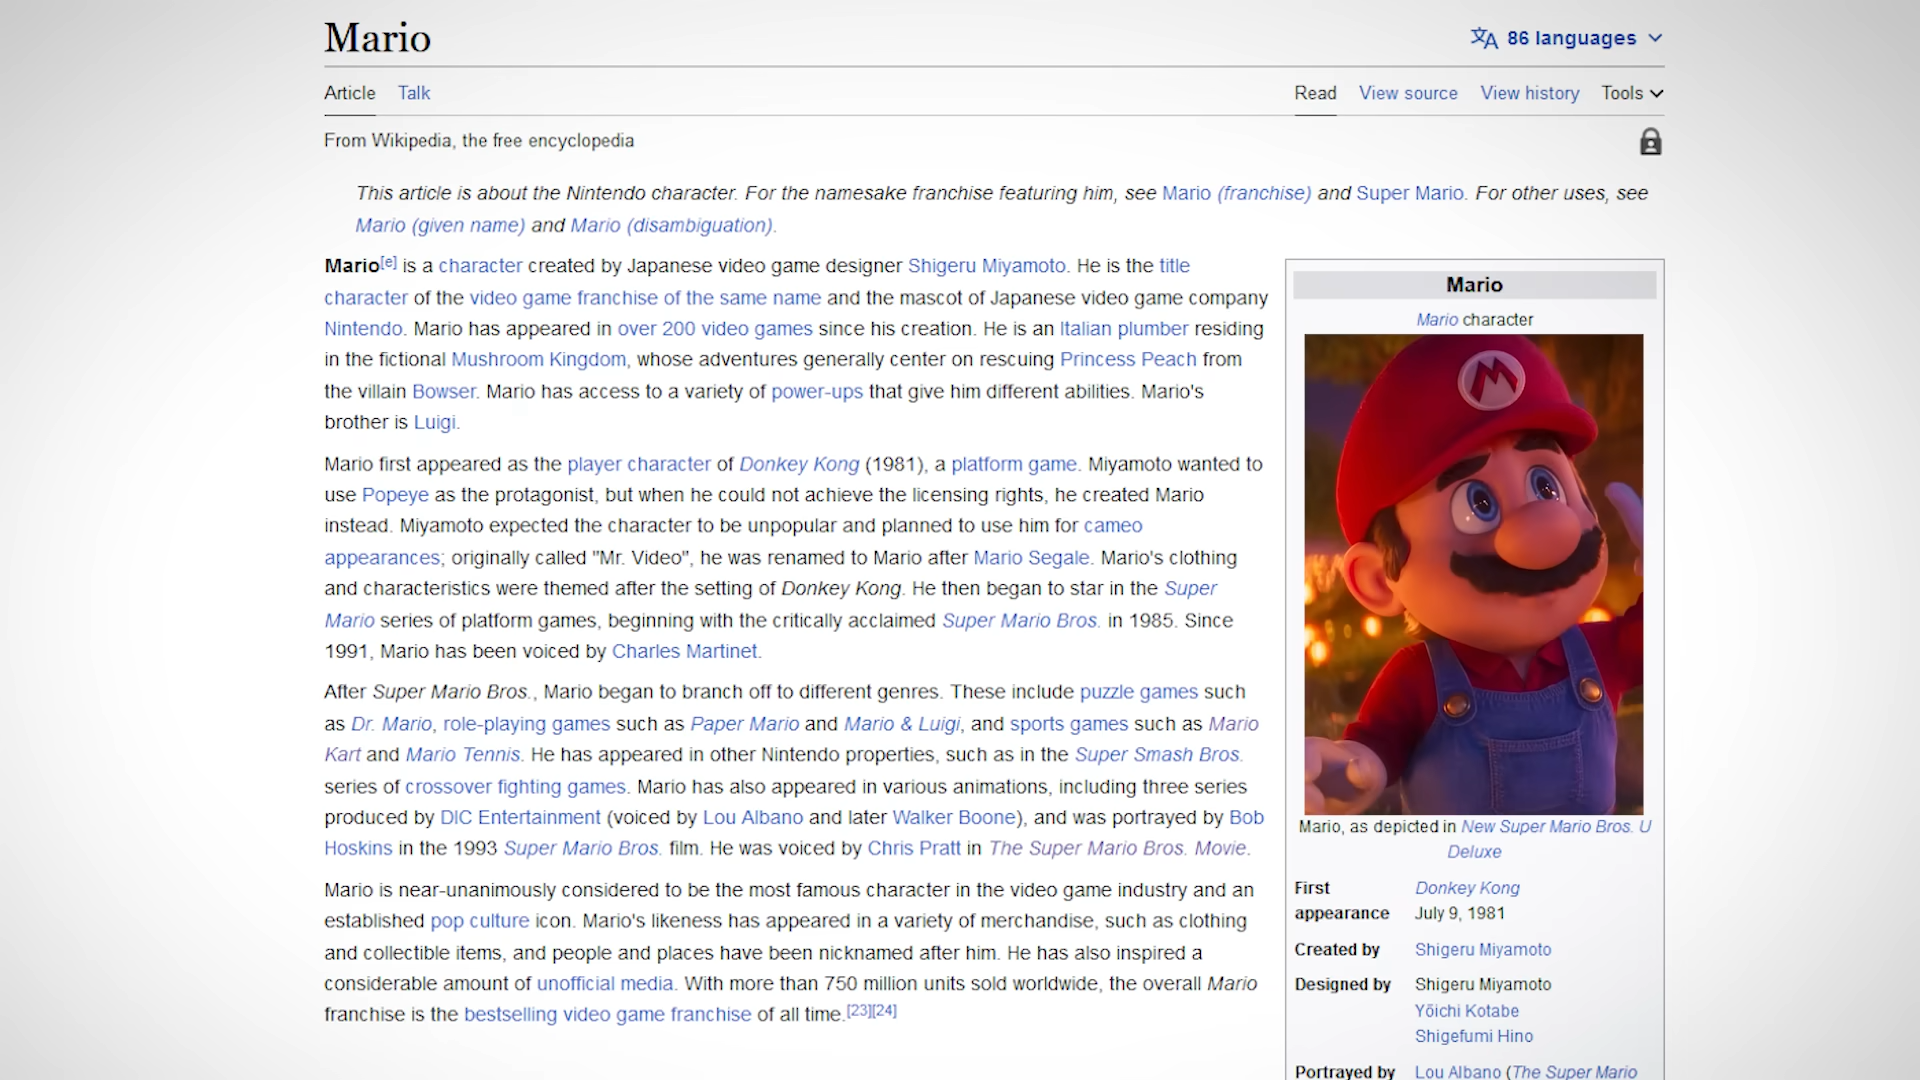 Mario
86 languages
Article Talk
Read View source View history Tools
From Wikipedia, the free encyclopedia
This article is about the Nintendo character. For the namesake franchise featuring him, see Mario (franchise) and Super Mario. For other uses, see
Mario (given name) and Mario (disambiguation).
Mario[e] is a character created by Japanese video game designer Shigeru Miyamoto. He is the title
character of the video game franchise of the same name and the mascot of Japanese video game company
Nintendo. Mario has appeared in over 200 video games since his creation. He is an Italian plumber residing
in the fictional Mushroom Kingdom, whose adventures generally center on rescuing Princess Peach from
the villain Bowser. Mario has access to a variety of power-ups that give him different abilities. Mario's
brother is Luigi.
Mario first appeared as the player character of Donkey Kong (1981), a platform game. Miyamoto wanted to
use Popeye as the protagonist, but when he could not achieve the licensing rights, he created Mario
instead. Miyamoto expected the character to be unpopular and planned to use him for cameo
appearances; originally called "Mr. Video", he was renamed to Mario after Mario Segale. Mario's clothing
and characteristics were themed after the setting of Donkey Kong. He then began to star in the Super
Mario series of platform games, beginning with the critically acclaimed Super Mario Bros. in 1985. Since
1991, Mario has been voiced by Charles Martinet.
After Super Mario Bros., Mario began to branch off to different genres. These include puzzle games such
as Dr. Mario, role-playing games such as Paper Mario and Mario & Luigi, and sports games such as Mario
Kart and Mario Tennis. He has appeared in other Nintendo properties, such as in the Super Smash Bros.
series of crossover fighting games. Mario has also appeared in various animations, including three series
produced by DIC Entertainment (voiced by Lou Albano and later Walker Boone), and was portrayed by Bob
Hoskins in the 1993 Super Mario Bros. film. He was voiced by Chris Pratt in The Super Mario Bros. Movie.
Mario is near-unanimously considered to be the most famous character in the video game industry and an
established pop culture icon. Mario's likeness has appeared in a variety of merchandise, such as clothing
and collectible items, and people and places have been nicknamed after him. He has also inspired a
considerable amount of unofficial media. With more than 750 million units sold worldwide, the overall Mario
franchise is the bestselling video game franchise of all time.[23][24]
Mario
Mario character
M
Mario, as depicted in New Super Mario Bros. U
Deluxe
First Donkey Kong
appearance July 9, 1981
Created by Shigeru Miyamoto
Designed by Shigeru Miyamoto
Yōichi Kotabe
Shigefumi Hino
Portrayed by Lou Albano (The Super Mario